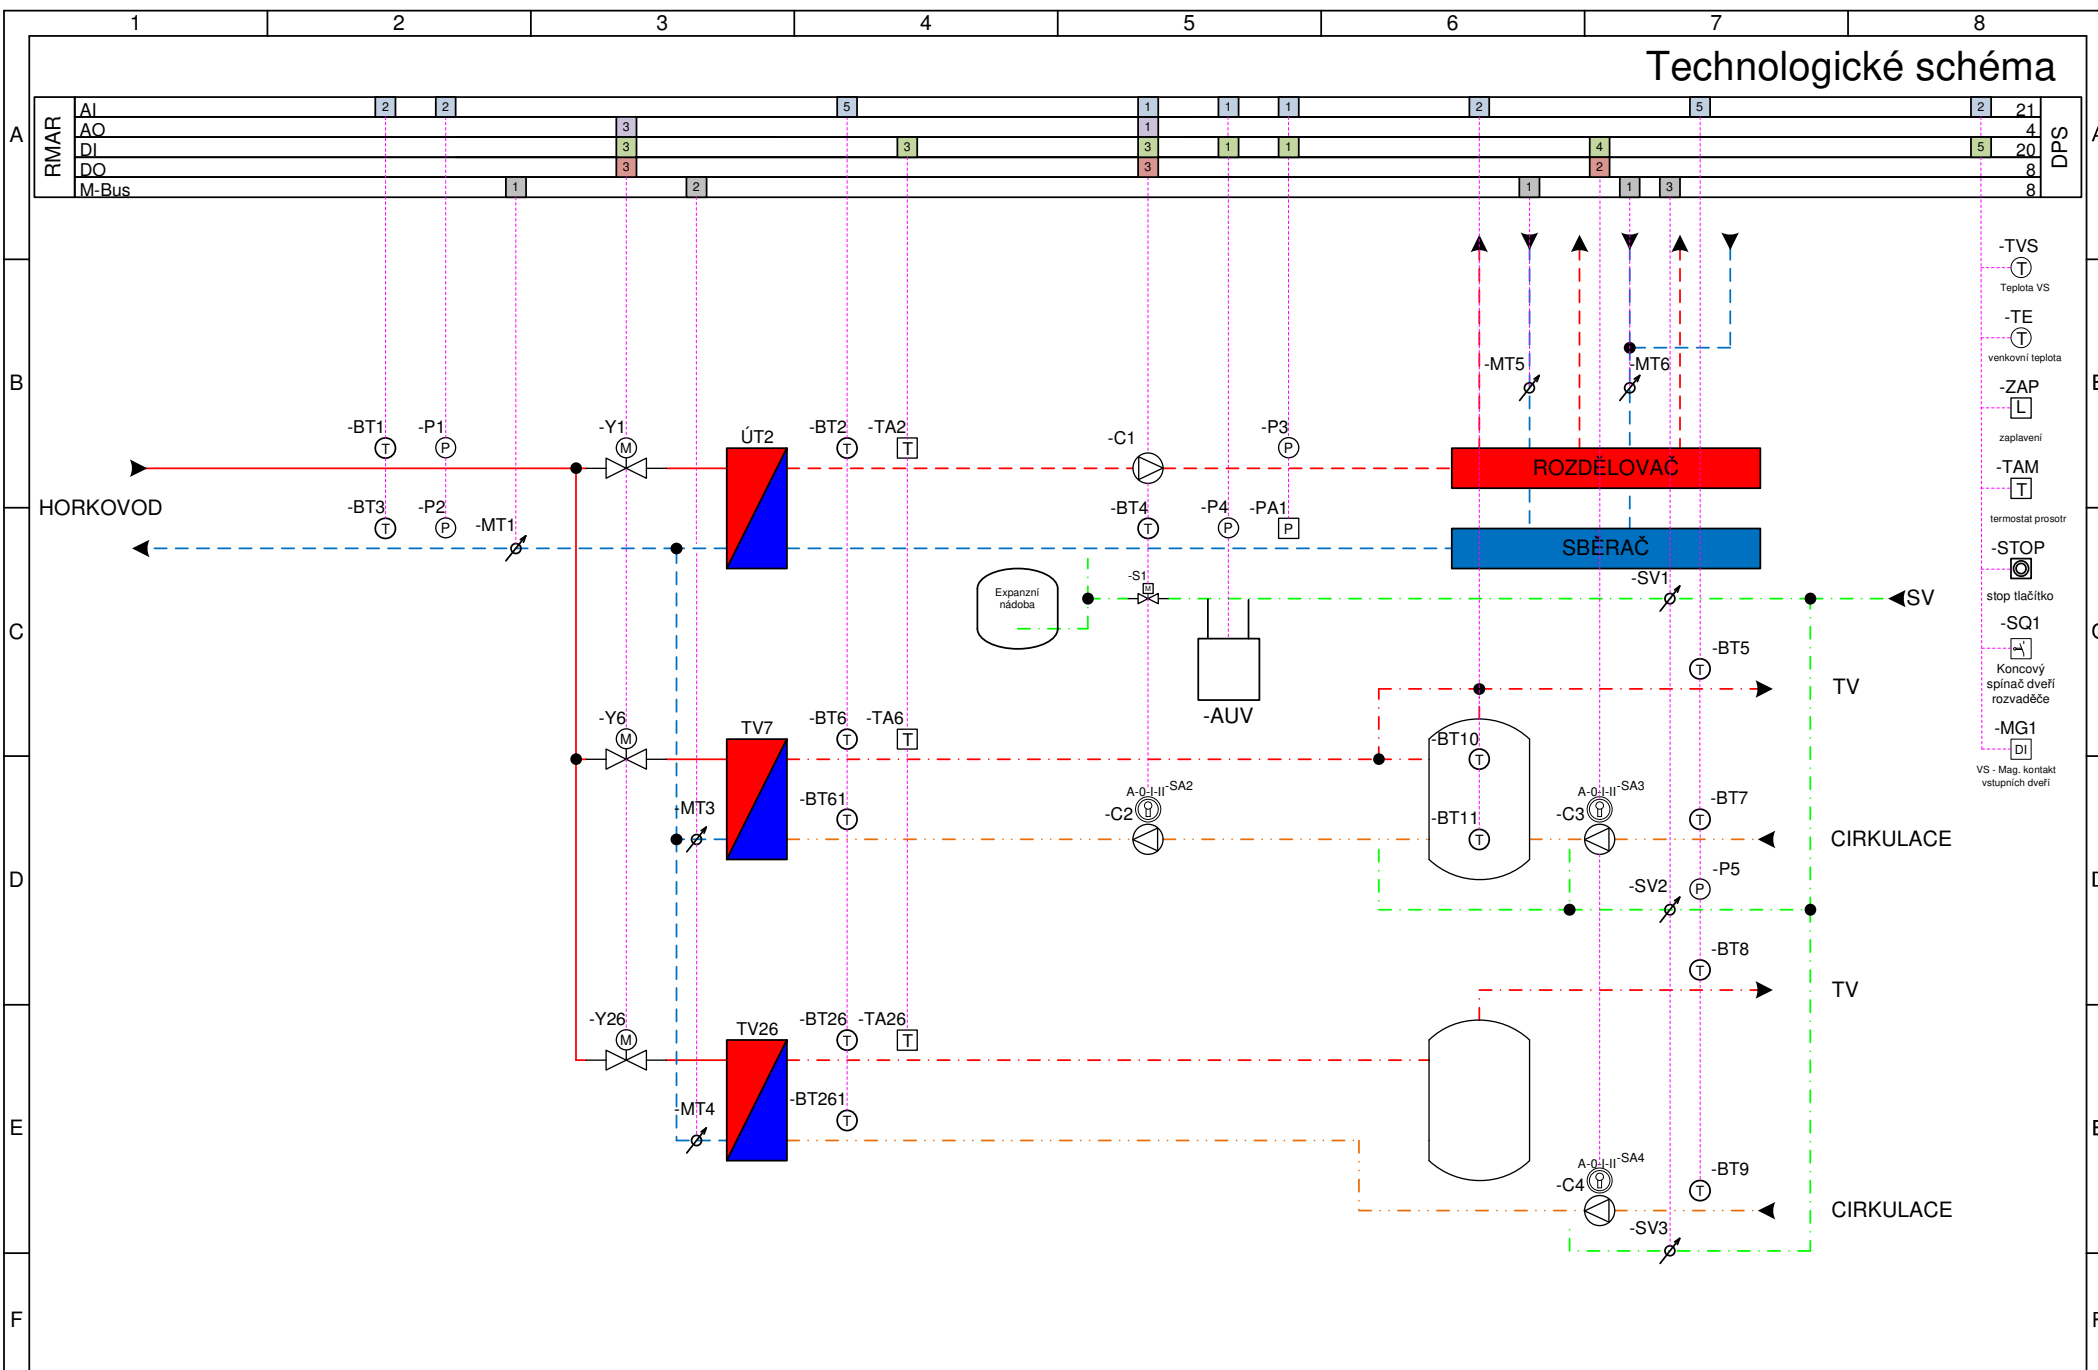 1 2 3 4 5 6 7 8
Technologické schéma
RMAR
AI 2 2 5 1 1 1 2 5 2 21
AO 3 1 4
DI 3 3 3 1 1 4 5 20
DO 3 3 2 8
M-Bus 1 2 1 1 3 8
DPS
A
B
C
D
E
F
-TVS
T
Teplota VS
-TE
T
venkovní teplota
-ZAP
L
zaplavení
-TAM
T
termostat prosotr
-STOP
stop tlačítko
-SQ1
Koncový
spínač dveří
rozvaděče
-MG1
DI
VS - Mag. kontakt
vstupních dveří
-MT5 -MT6
-BT1 -P1 -Y1 ÚT2 -BT2 -TA2 -C1 -P3
T P M T T P
ROZDĚLOVAČ
HORKOVOD
-BT3 -P2 -MT1 -BT4 -P4 -PA1
T P T P P
SBĚRAČ
Expanzní
nádoba
-S1
M
-SV1
SV
-AUV
-BT5
T
TV
-Y6 TV7 -BT6 -TA6 -BT10
M T T T
-MT3 -BT61 -C2 A-0-I-II -SA2 -BT11 -C3 A-0-I-II -SA3 -BT7
T T T
CIRKULACE
-SV2 -P5
P
-BT8
T
TV
-Y26 TV26 -BT26 -TA26
M T T
-MT4 -BT261
T
A-0-I-II -SA4
-C4 -BT9
T
CIRKULACE
-SV3